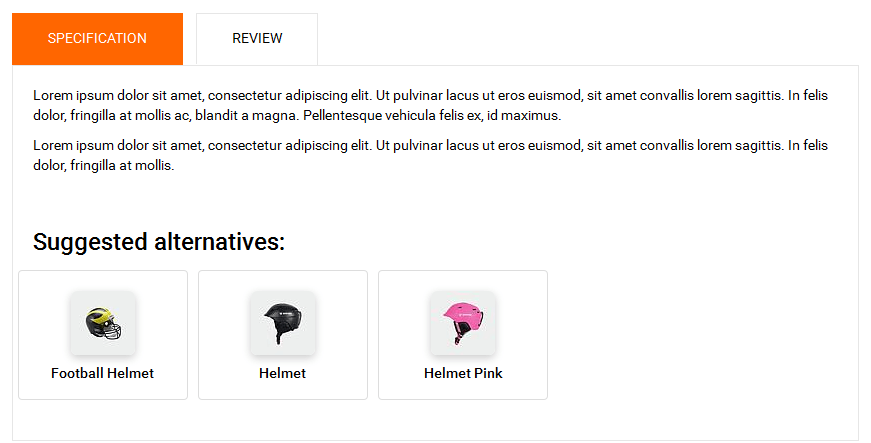 SPECIFICATION
REVIEW
Lorem ipsum dolor sit amet, consectetur adipiscing elit. Ut pulvinar lacus ut eros euismod, sit amet convallis lorem sagittis. In felis
dolor, fringilla at mollis ac, blandit a magna. Pellentesque vehicula felis ex, id maximus.
Lorem ipsum dolor sit amet, consectetur adipiscing elit. Ut pulvinar lacus ut eros euismod, sit amet convallis lorem sagittis. In felis
dolor, fringilla at mollis.
Suggested alternatives:
Football Helmet
Helmet
Helmet Pink